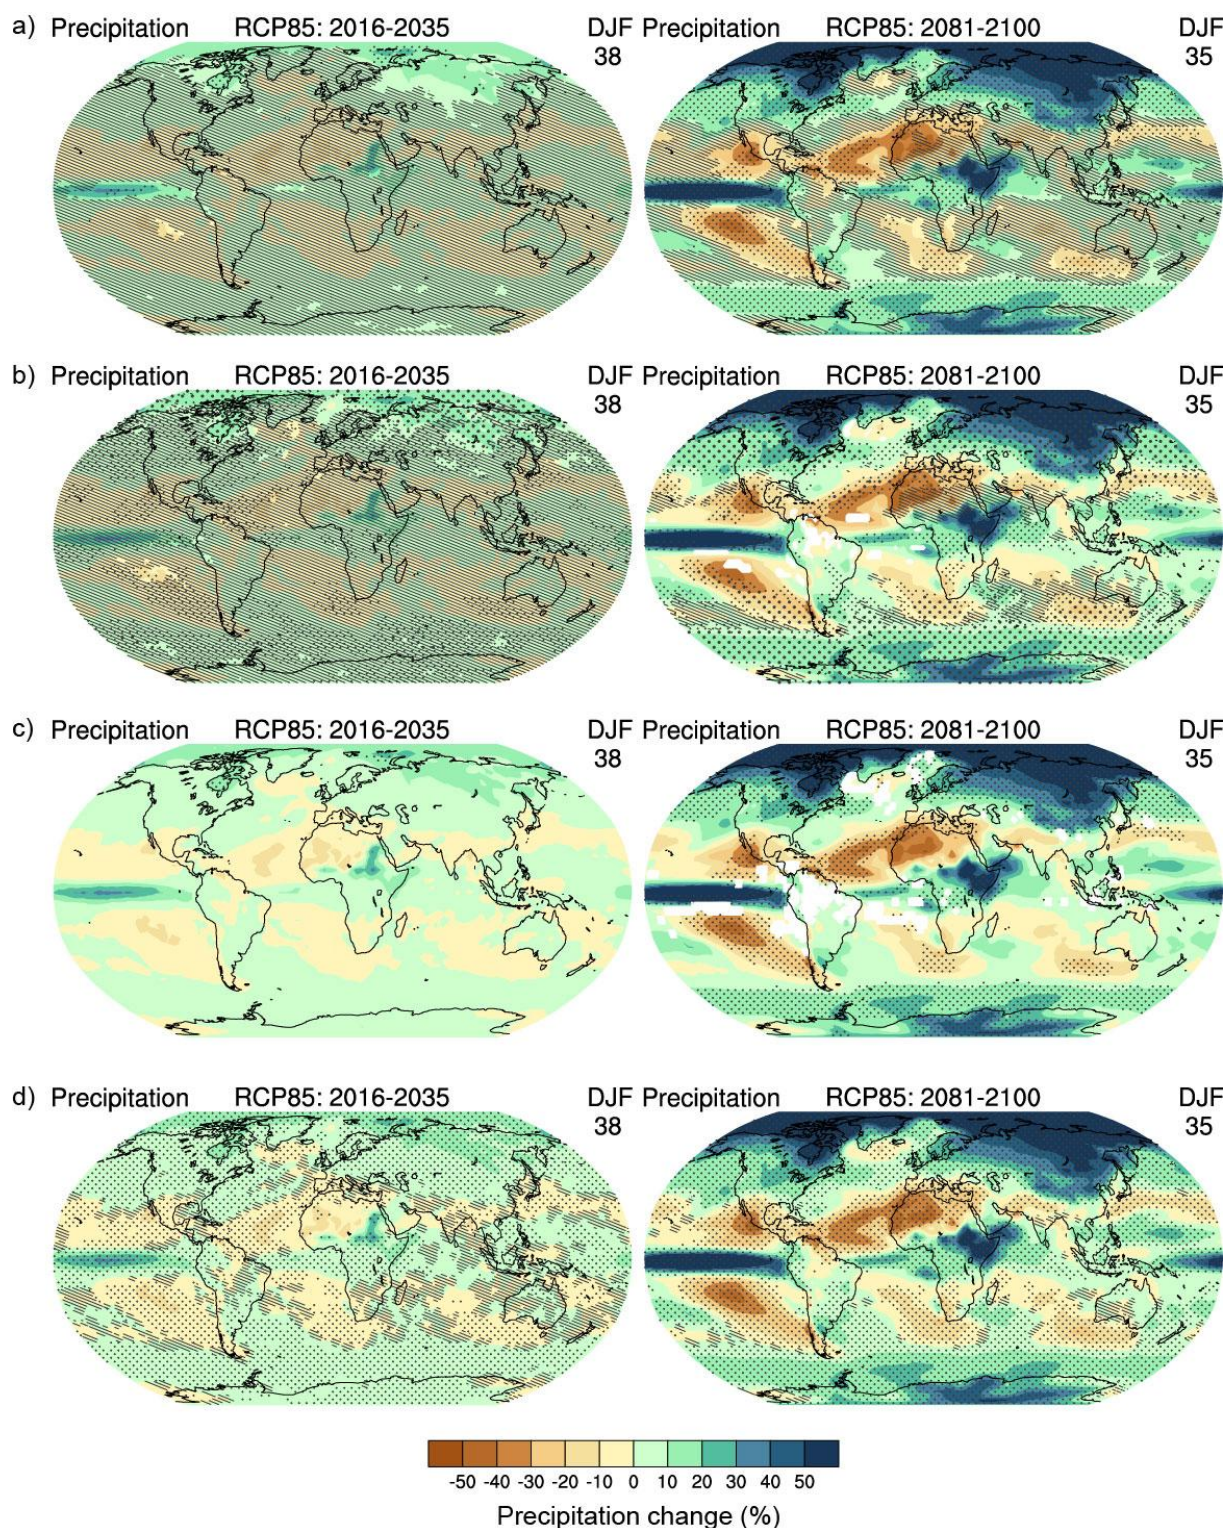 a) Precipitation RCP85: 2016-2035 DJF Precipitation RCP85: 2081-2100 DJF
38 35
b) Precipitation RCP85: 2016-2035 DJF Precipitation RCP85: 2081-2100 DJF
38 35
c) Precipitation RCP85: 2016-2035 DJF Precipitation RCP85: 2081-2100 DJF
38 35
d) Precipitation RCP85: 2016-2035 DJF Precipitation RCP85: 2081-2100 DJF
38 35
-50 -40 -30 -20 -10 0 10 20 30 40 50
Precipitation change (%)